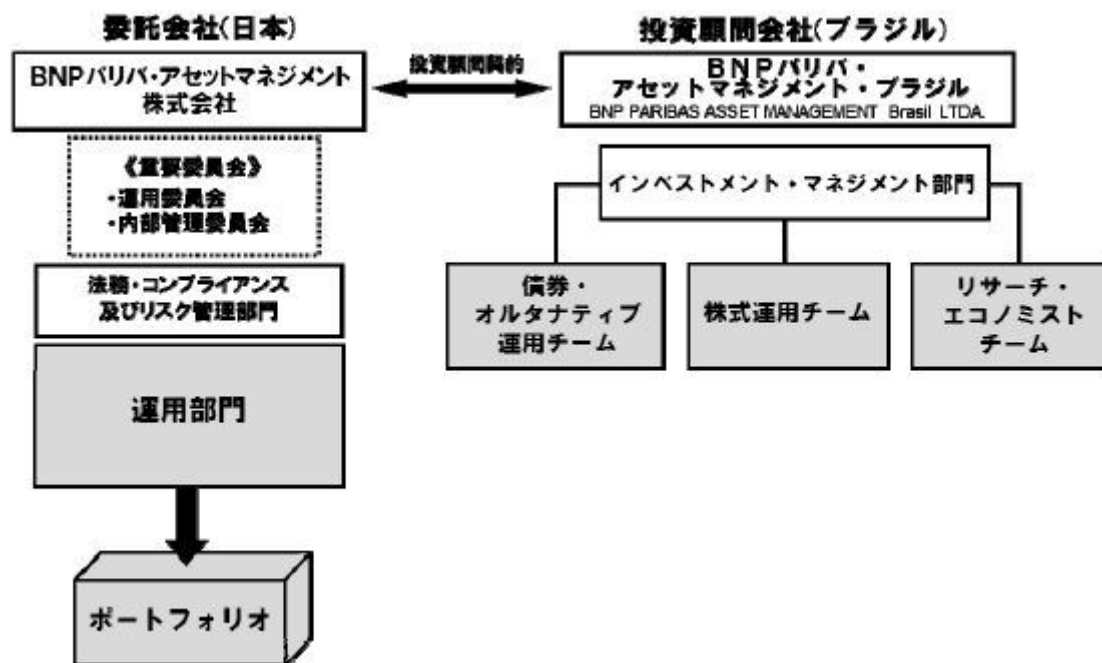 委託会社(日本)
BNPパリバ・アセットマネジメント
株式会社
《重要委員会》
・運用委員会
・内部管理委員会
法務・コンプライアンス
及びリスク管理部門
運用部門
ポートフォリオ
投資顧問契約
投資顧問会社(ブラジル)
BNPパリバ・
アセットマネジメント・ブラジル
BNP PARIBAS ASSET MANAGEMENT Brasil LTDA.
インベストメント・マネジメント部門
債券・
オルタナティブ
運用チーム
株式運用チーム
リサーチ・
エコノミスト
チーム